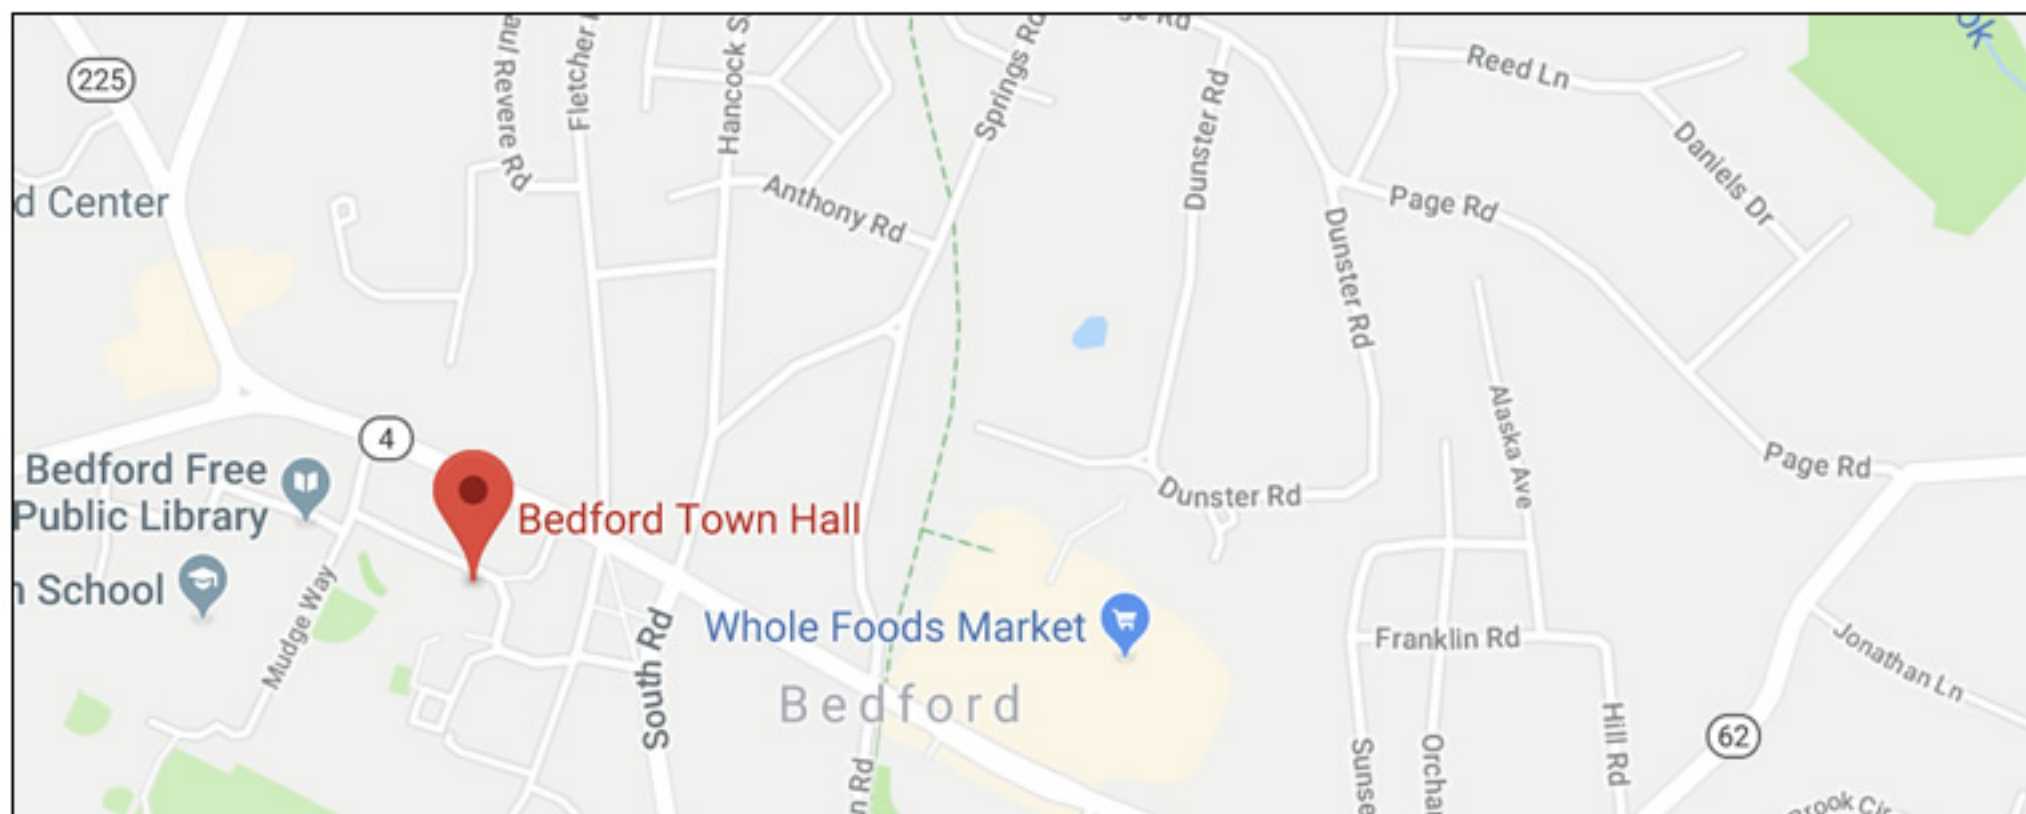 225
Revere Rd
Fletcher
Hancock
Springs Rd
Rd
Reed Ln
Daniels Dr
Dunster Rd
d Center
Anthony Rd
Page Rd
Dunster Rd
4
Alaska Ave
Bedford Free
Public Library
Bedford Town Hall
Dunster Rd
Page Rd
School
Mudge Way
South Rd
Whole Foods Market
Franklin Rd
Jonathan Ln
Bedford
Hill Rd
62
Rd